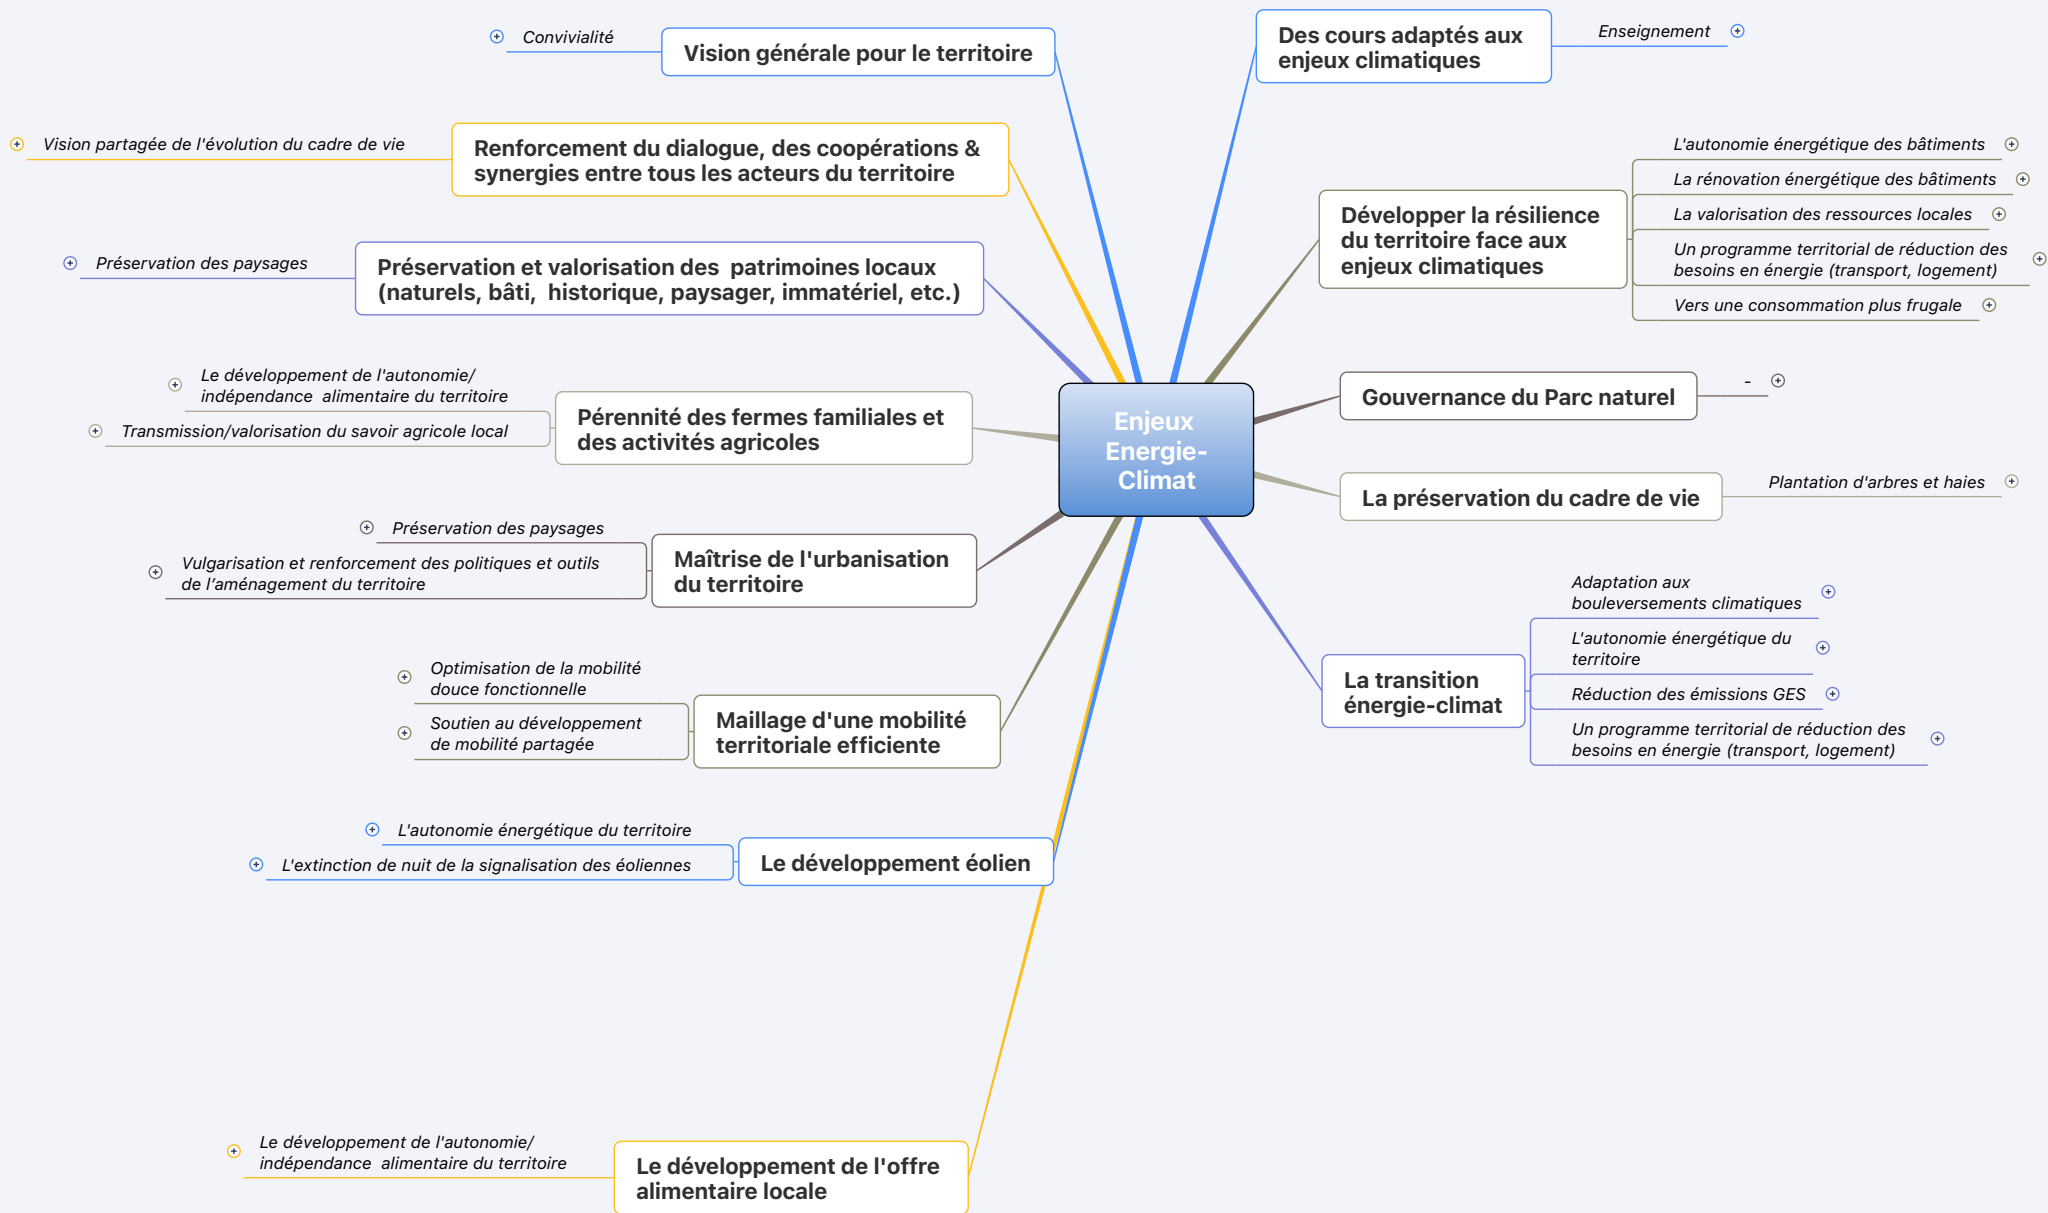 Enjeux
Energie-
Climat
Des cours adaptés aux
enjeux climatiques
Enseignement
Développer la résilience
du territoire face aux
enjeux climatiques
L'autonomie énergétique des bâtiments
La rénovation énergétique des bâtiments
La valorisation des ressources locales
Un programme territorial de réduction des
besoins en énergie (transport, logement)
Vers une consommation plus frugale
Gouvernance du Parc naturel
-
La préservation du cadre de vie
Plantation d'arbres et haies
La transition
énergie-climat
Adaptation aux
bouleversements climatiques
L'autonomie énergétique du
territoire
Réduction des émissions GES
Un programme territorial de réduction des
besoins en énergie (transport, logement)
Vision générale pour le territoire
Convivialité
Renforcement du dialogue, des coopérations &
synergies entre tous les acteurs du territoire
Vision partagée de l'évolution du cadre de vie
Préservation et valorisation des  patrimoines locaux
(naturels, bâti,  historique, paysager, immatériel, etc.)
Préservation des paysages
Pérennité des fermes familiales et
des activités agricoles
Le développement de l'autonomie/
indépendance  alimentaire du territoire
Transmission/valorisation du savoir agricole local
Maîtrise de l'urbanisation
du territoire
Préservation des paysages
Vulgarisation et renforcement des politiques et outils
de l’aménagement du territoire
Maillage d'une mobilité
territoriale efficiente
Optimisation de la mobilité
douce fonctionnelle
Soutien au développement
de mobilité partagée
Le développement éolien
L'autonomie énergétique du territoire
L'extinction de nuit de la signalisation des éoliennes
Le développement de l'offre
alimentaire locale
Le développement de l'autonomie/
indépendance  alimentaire du territoire